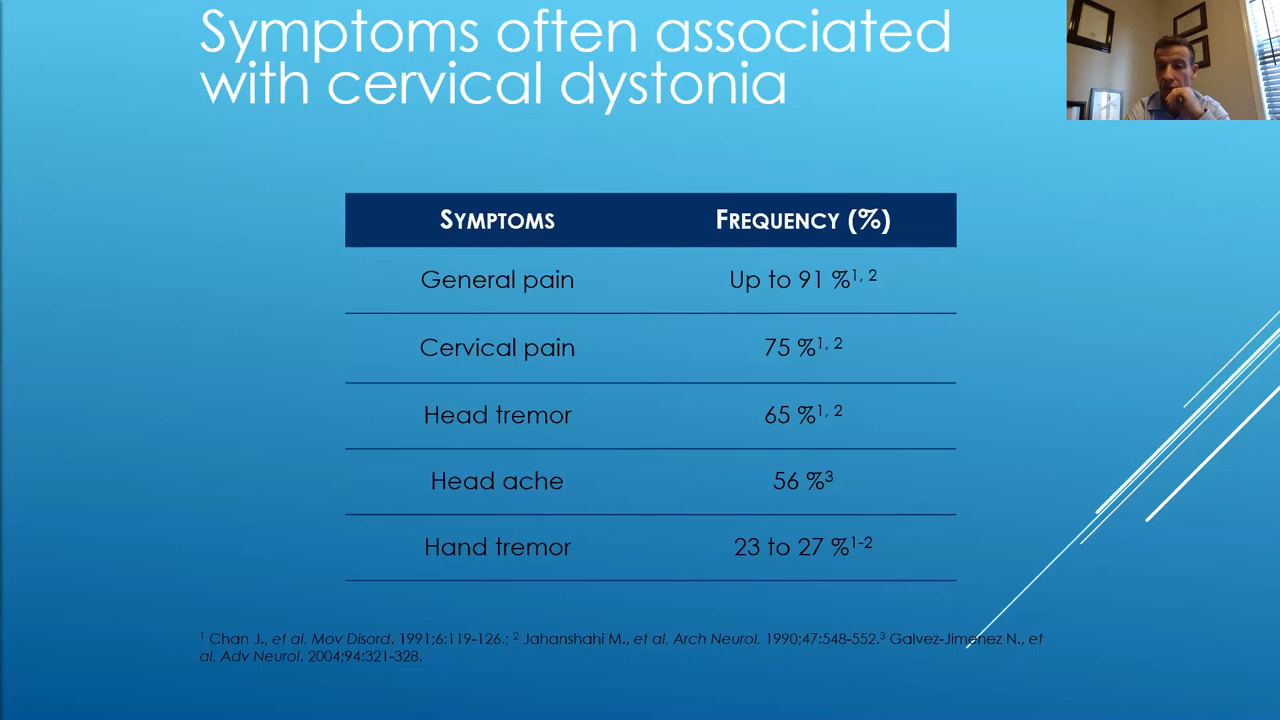 Symptoms often associated
with cervical dystonia
SYMPTOMS FREQUENCY (%)
General pain Up to 91 %1, 2
Cervical pain 75 %1, 2
Head tremor 65 %1, 2
Head ache 56 %3
Hand tremor 23 to 27 %1-2
1 Chan J., et al. Mov Disord. 1991;6:119-126.; 2 Jahanshahi M., et al. Arch Neurol. 1990;47:548-552.3 Galvez-Jimenez N., et
al. Adv Neurol. 2004;94:321-328.